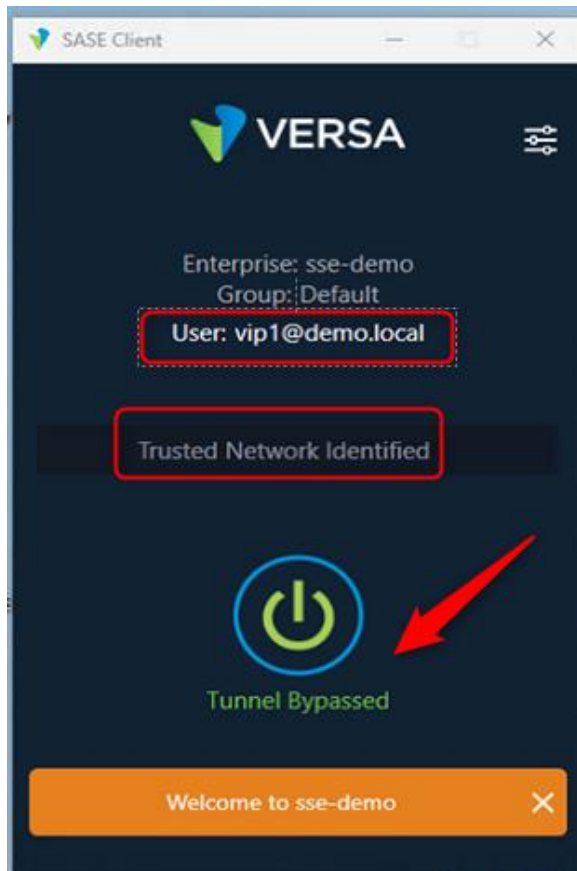 SASE Client
VERSA
Enterprise: sse-demo
Group: Default
User: vip1@demo.local
Trusted Network Identified
Tunnel Bypassed
Welcome to sse-demo